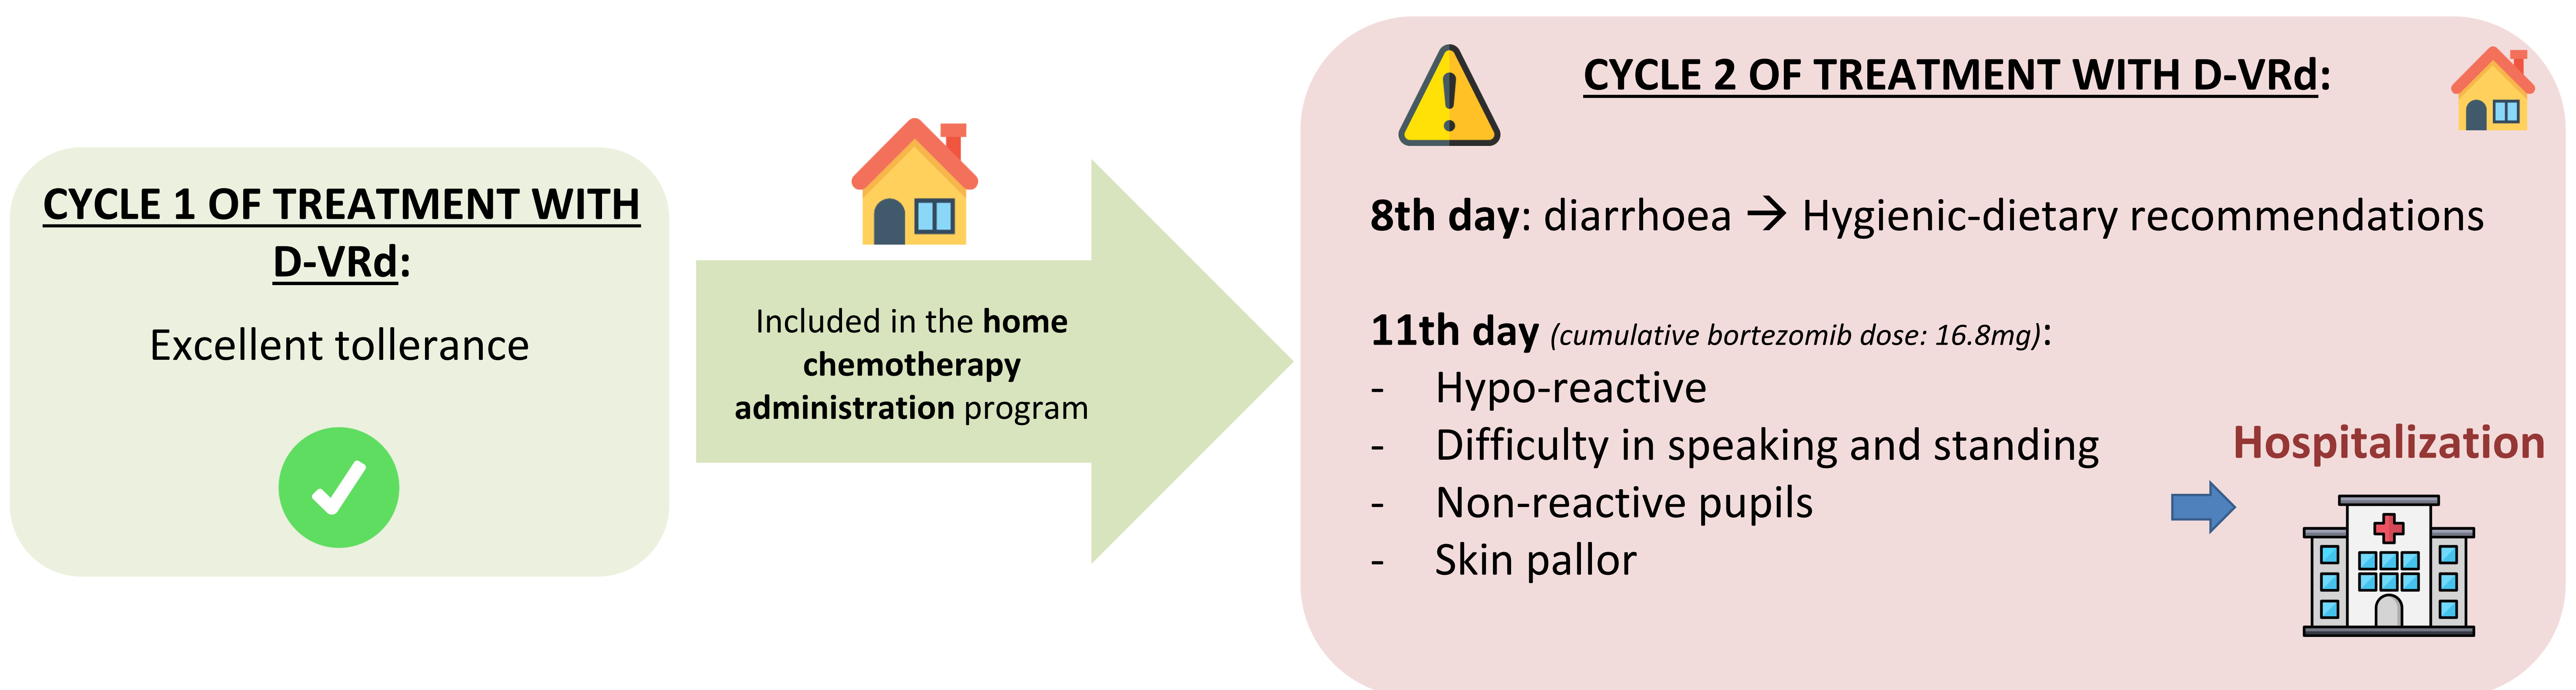 CYCLE 1 OF TREATMENT WITH
D-VRd:
Excellent tollerance
Included in the home
chemotherapy
administration program
CYCLE 2 OF TREATMENT WITH D-VRd:
8th day: diarrhoea → Hygienic-dietary recommendations
11th day (cumulative bortezomib dose: 16.8mg):
- Hypo-reactive
- Difficulty in speaking and standing
- Non-reactive pupils
- Skin pallor
Hospitalization